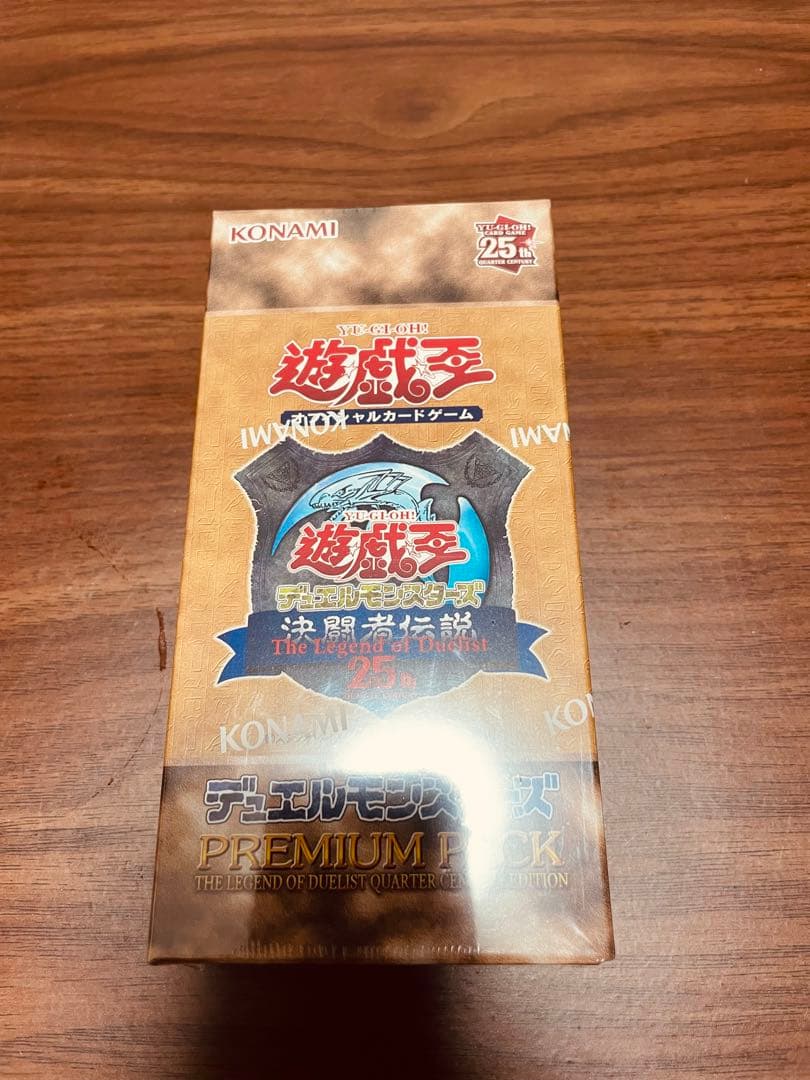 KONAMI
YU-GI-OH!
CARD GAME
25th
QUARTER CENTURY
YU-GI-OH!
遊☆戯☆王
オフィシャルカードゲーム
KONAMI
KONAMI
YU-GI-OH!
遊☆戯☆王
デュエルモンスターズ
決闘者伝説
The Legend of Duelist
25th
KONAMI
KON
デュエルモンスターズ
PREMIUM PACK
THE LEGEND OF DUELIST QUARTER CENTURY EDITION